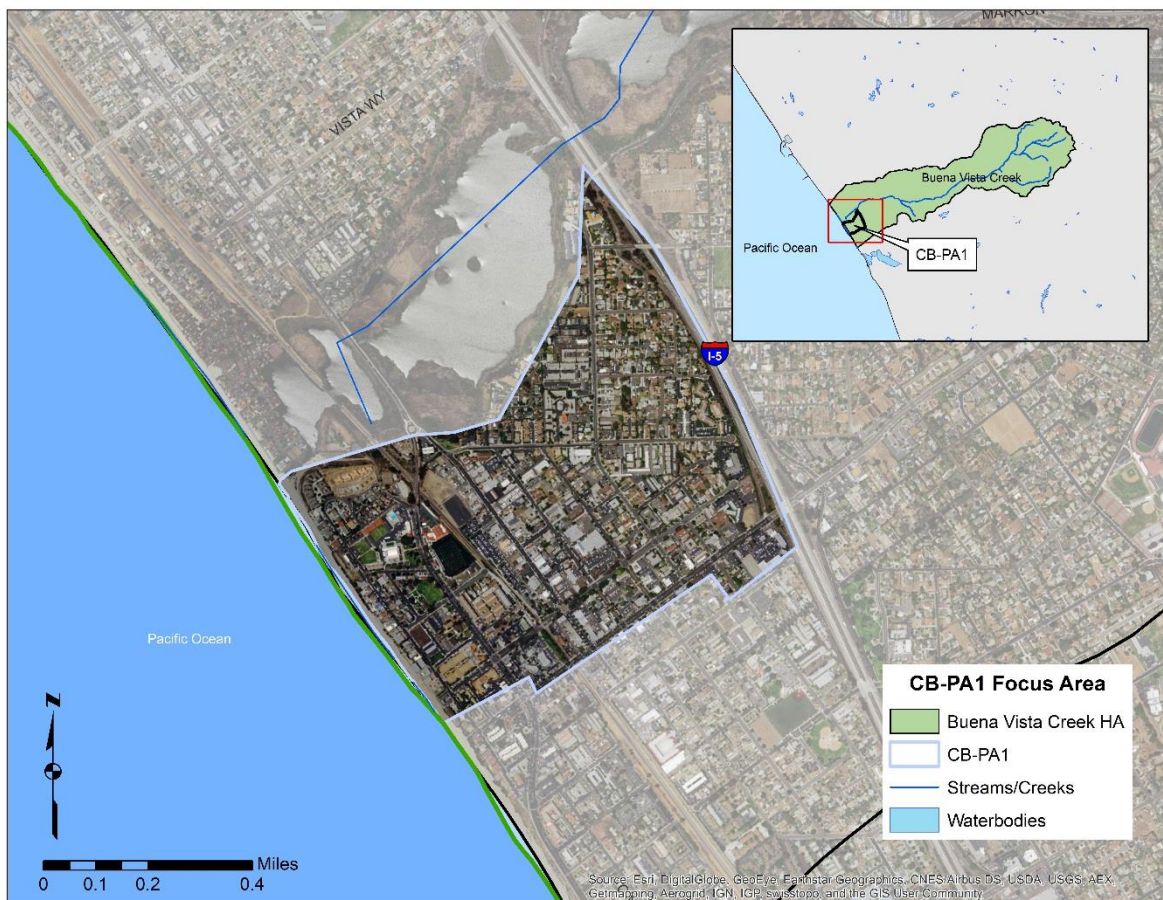 MARRON
VISTA WY
Buena Vista Creek
Pacific Ocean
CB-PA1
I-5
Pacific Ocean
N
Miles
0 0.1 0.2 0.4
CB-PA1 Focus Area
Buena Vista Creek HA
CB-PA1
Streams/Creeks
Waterbodies
Source: Esri, DigitalGlobe, GeoEye, Earthstar Geographics, CNES/Airbus DS, USDA, USGS, AEX,
Getmapping, Aerogrid, IGN, IGP, swisstopo, and the GIS User Community